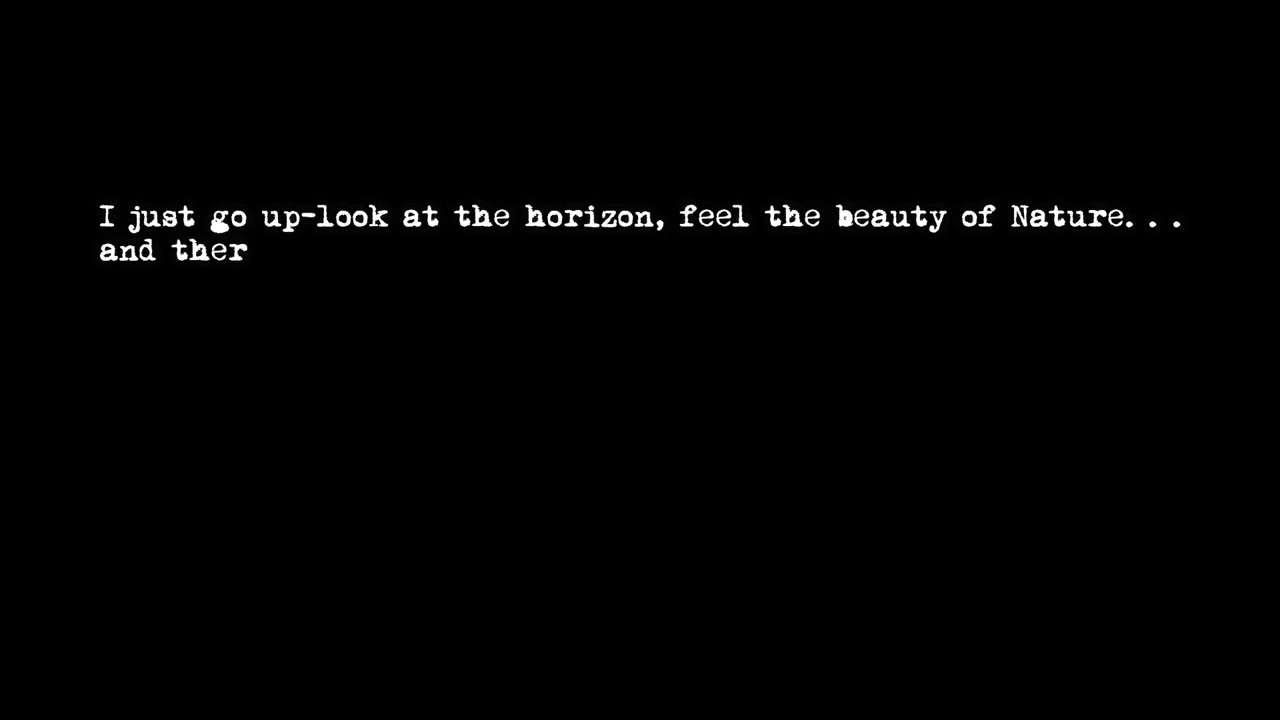 I just go up-look at the horizon, feel the beauty of Nature...
and ther